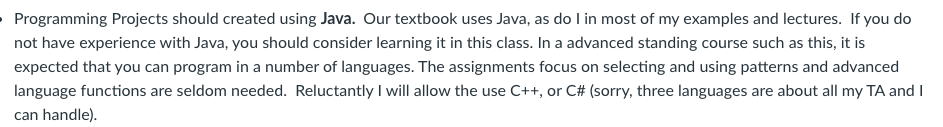 Programming Projects should created using Java. Our textbook uses Java, as do I in most of my examples and lectures. If you do
not have experience with Java, you should consider learning it in this class. In a advanced standing course such as this, it is
expected that you can program in a number of languages. The assignments focus on selecting and using patterns and advanced
language functions are seldom needed. Reluctantly I will allow the use C++, or C# (sorry, three languages are about all my TA and I
can handle).